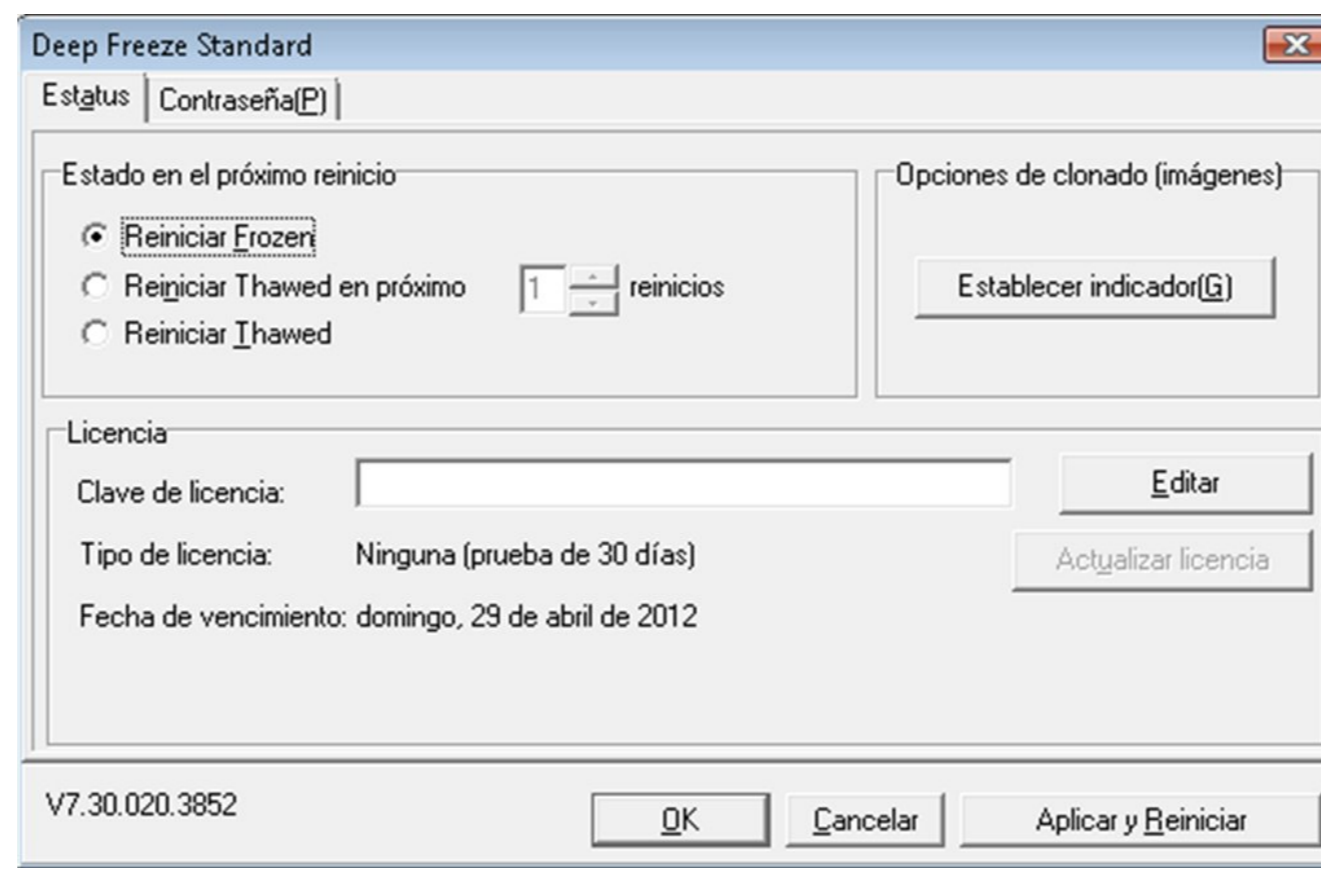 Deep Freeze Standard
Estatus Contraseña(P)
Estado en el próximo reinicio
Reiniciar Frozen
Reiniciar Thawed en próximo 1 reinicios
Reiniciar Thawed
Opciones de clonado (imágenes)
Establecer indicador(G)
Licencia
Clave de licencia: Editar
Tipo de licencia: Ninguna (prueba de 30 días) Actualizar licencia
Fecha de vencimiento: domingo, 29 de abril de 2012
V7.30.020.3852 OK Cancelar Aplicar y Reiniciar